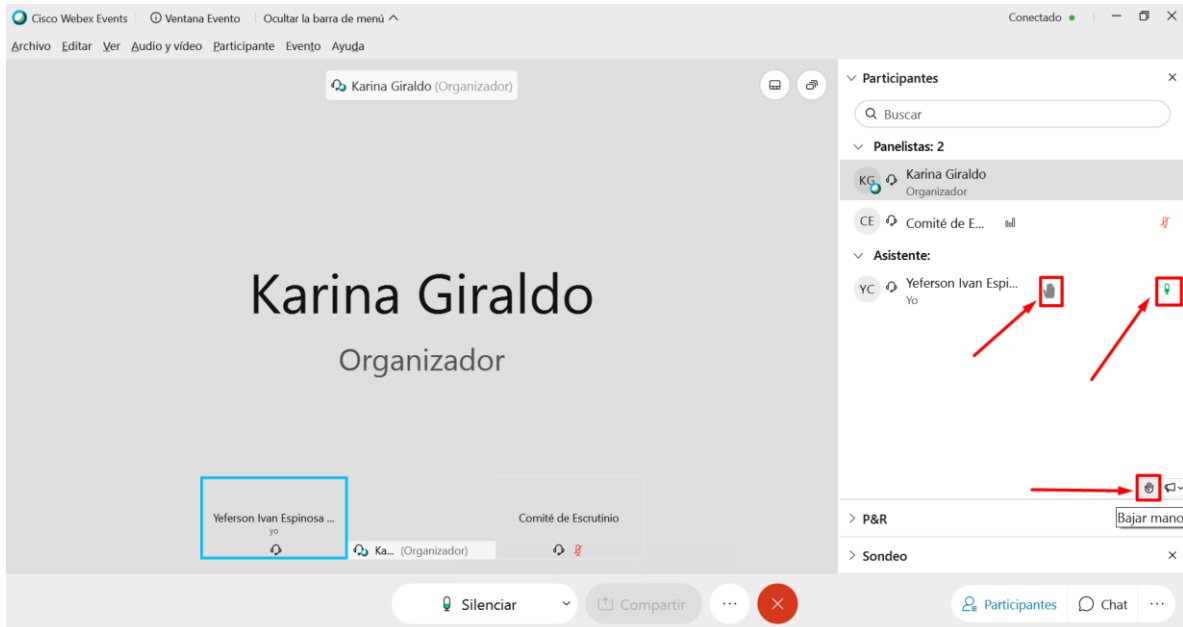 Cisco Webex Events
Ventana Evento
Ocultar la barra de menú
Conectado
Archivo Editar Ver Audio y vídeo Participante Evento Ayuda
Karina Giraldo (Organizador)
Karina Giraldo
Organizador
Yeferson Ivan Espinosa ...
yo
Ka... (Organizador)
Comité de Escrutinio
Participantes
Buscar
Panelistas: 2
KG
Karina Giraldo
Organizador
CE
Comité de E...
Asistente:
YC
Yeferson Ivan Espi...
Yo
P&R
Bajar mano
Sondeo
Silenciar
Compartir
...
Participantes
Chat
...